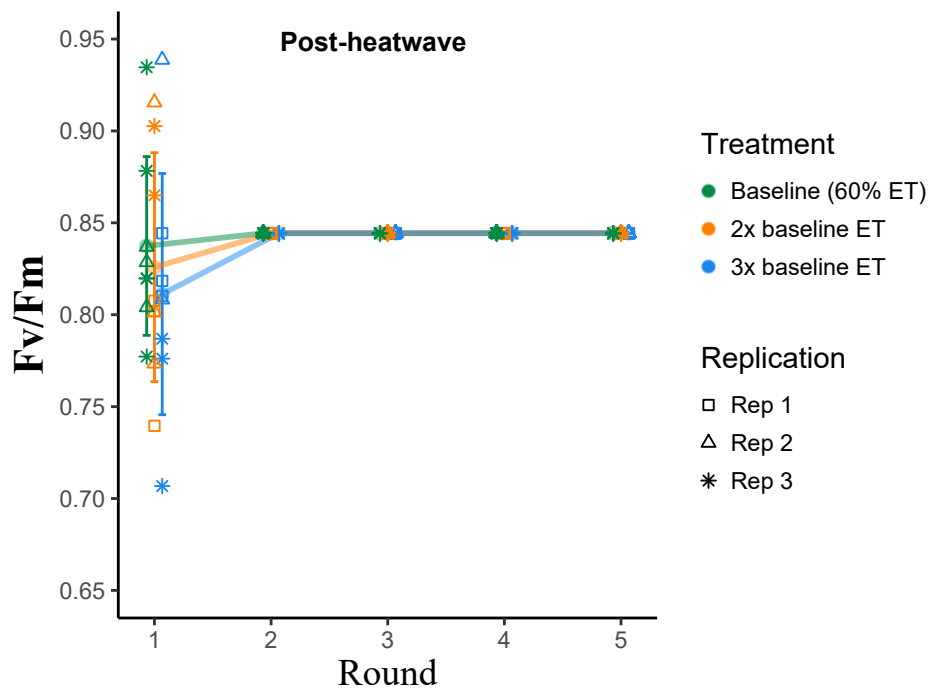 Post-heatwave
Fv/Fm
0.95
0.90
0.85
0.80
0.75
0.70
0.65
1 2 3 4 5
Round
Treatment
Baseline (60% ET)
2x baseline ET
3x baseline ET
Replication
Rep 1
Rep 2
Rep 3